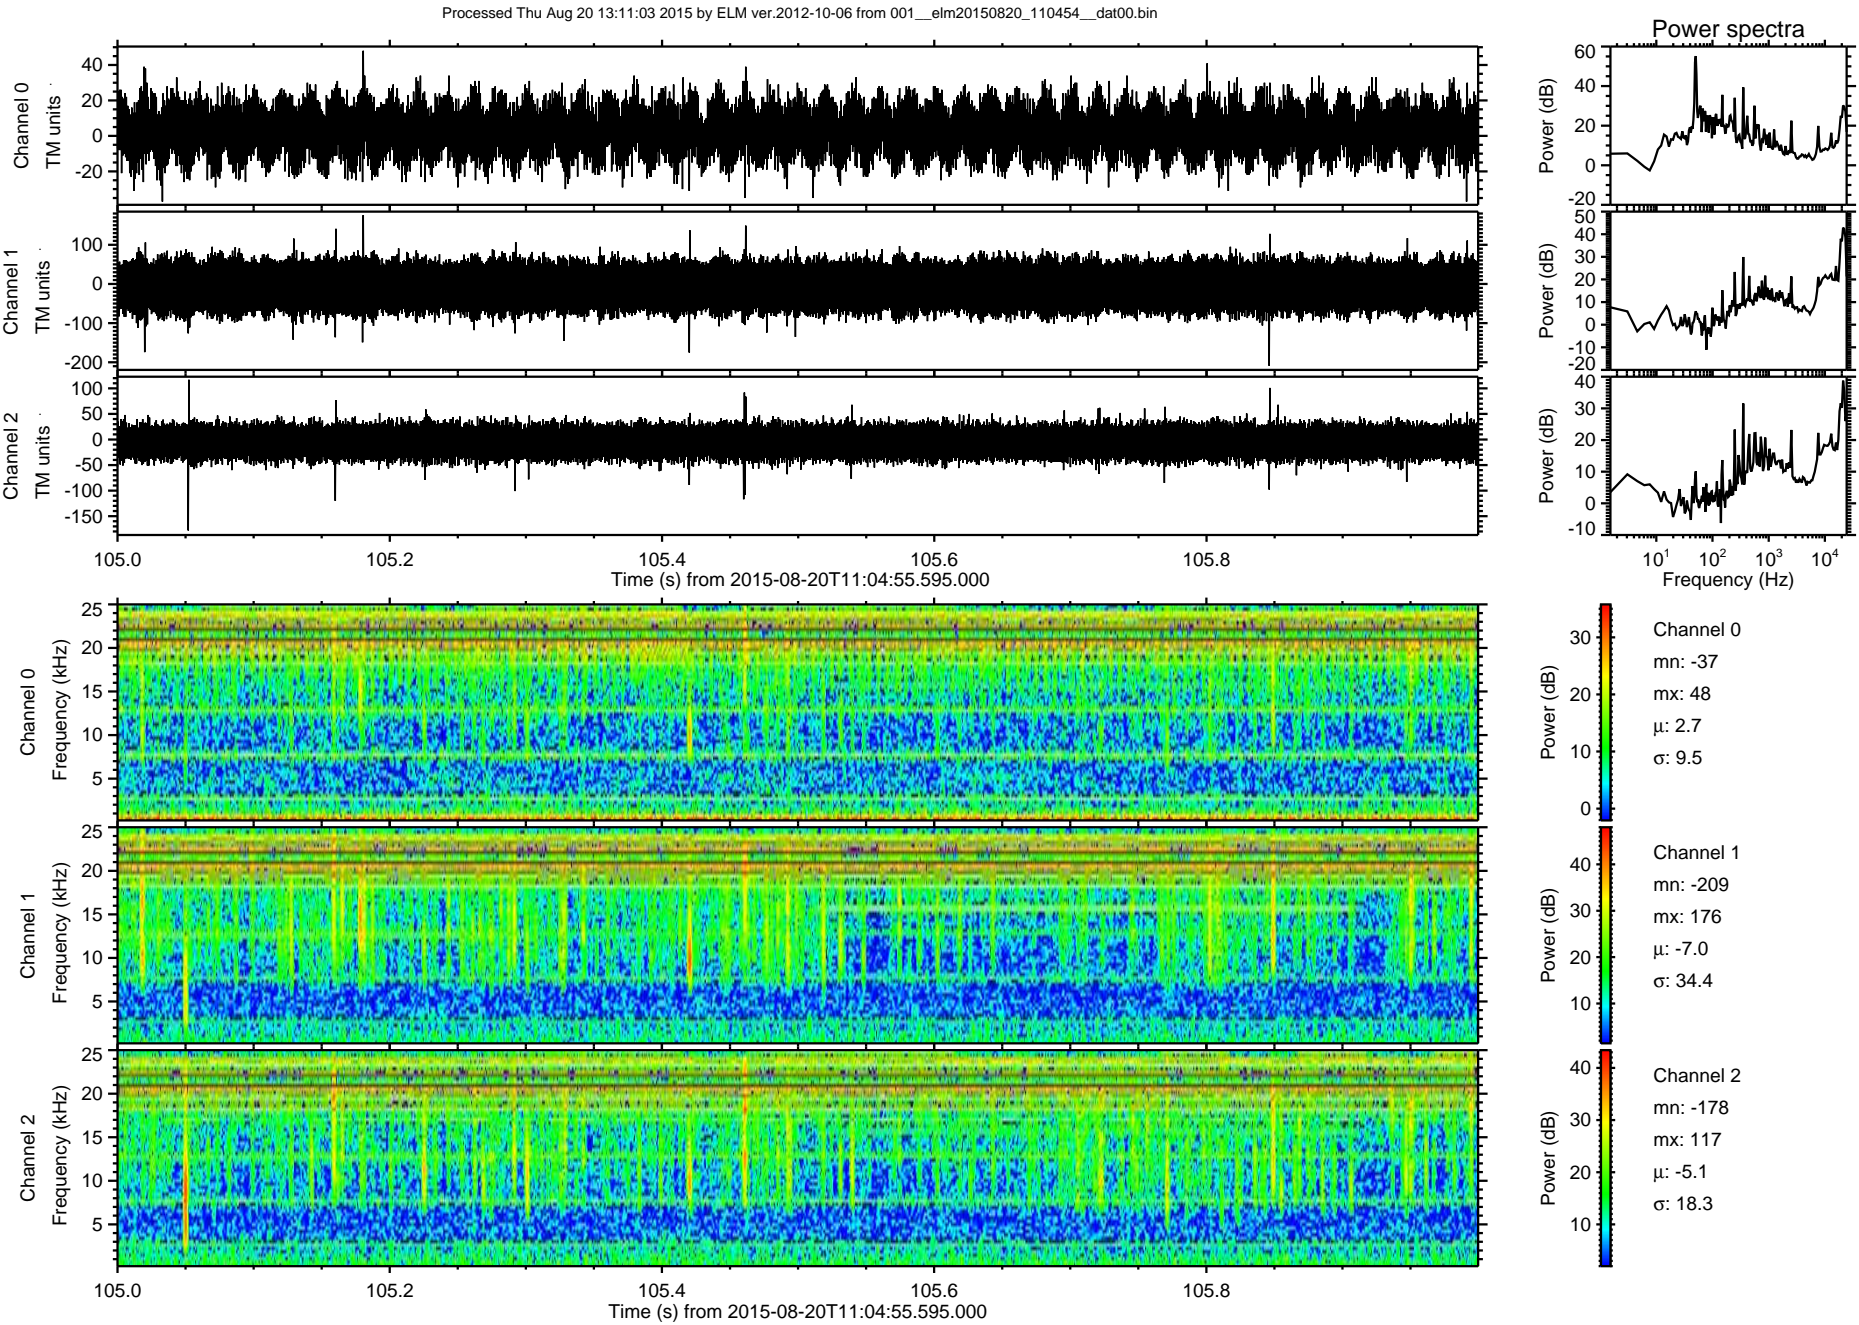 Processed Thu Aug 20 13:11:03 2015 by ELM ver.2012-10-06 from 001__elm20150820_110454__dat00.bin
Power spectra
Channel 0
TM units
40
20
0
-20
Power (dB)
60
40
20
0
-20
Channel 1
TM units
100
0
-100
-200
Power (dB)
50
40
30
20
10
0
-10
-20
Channel 2
TM units
100
50
0
-50
-100
-150
Power (dB)
40
30
20
10
0
-10
105.0 105.2 105.4 105.6 105.8
Time (s) from 2015-08-20T11:04:55.595.000
10^1 10^2 10^3 10^4
Frequency (Hz)
Channel 0
Frequency (kHz)
25
20
15
10
5
Power (dB)
30
20
10
0
Channel 0
mn: -37
mx: 48
μ: 2.7
σ: 9.5
Channel 1
Frequency (kHz)
25
20
15
10
5
Power (dB)
40
30
20
10
Channel 1
mn: -209
mx: 176
μ: -7.0
σ: 34.4
Channel 2
Frequency (kHz)
25
20
15
10
5
Power (dB)
40
30
20
10
Channel 2
mn: -178
mx: 117
μ: -5.1
σ: 18.3
105.0 105.2 105.4 105.6 105.8
Time (s) from 2015-08-20T11:04:55.595.000